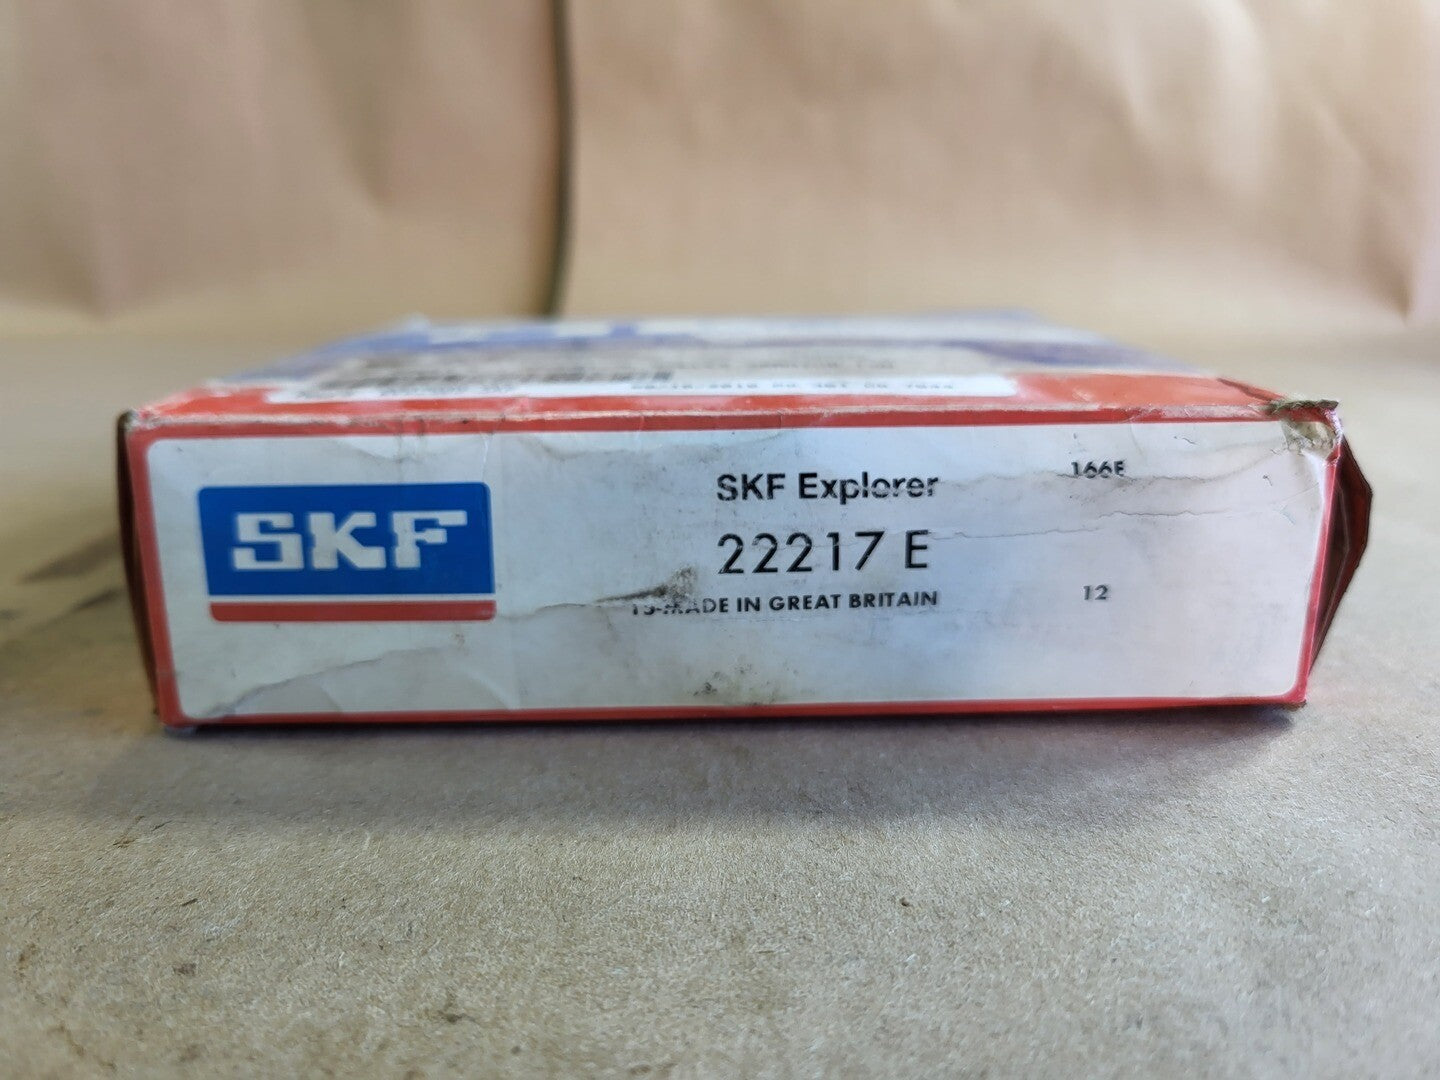 SKF
SKF Explorer
166E
22217 E
MADE IN GREAT BRITAIN
12